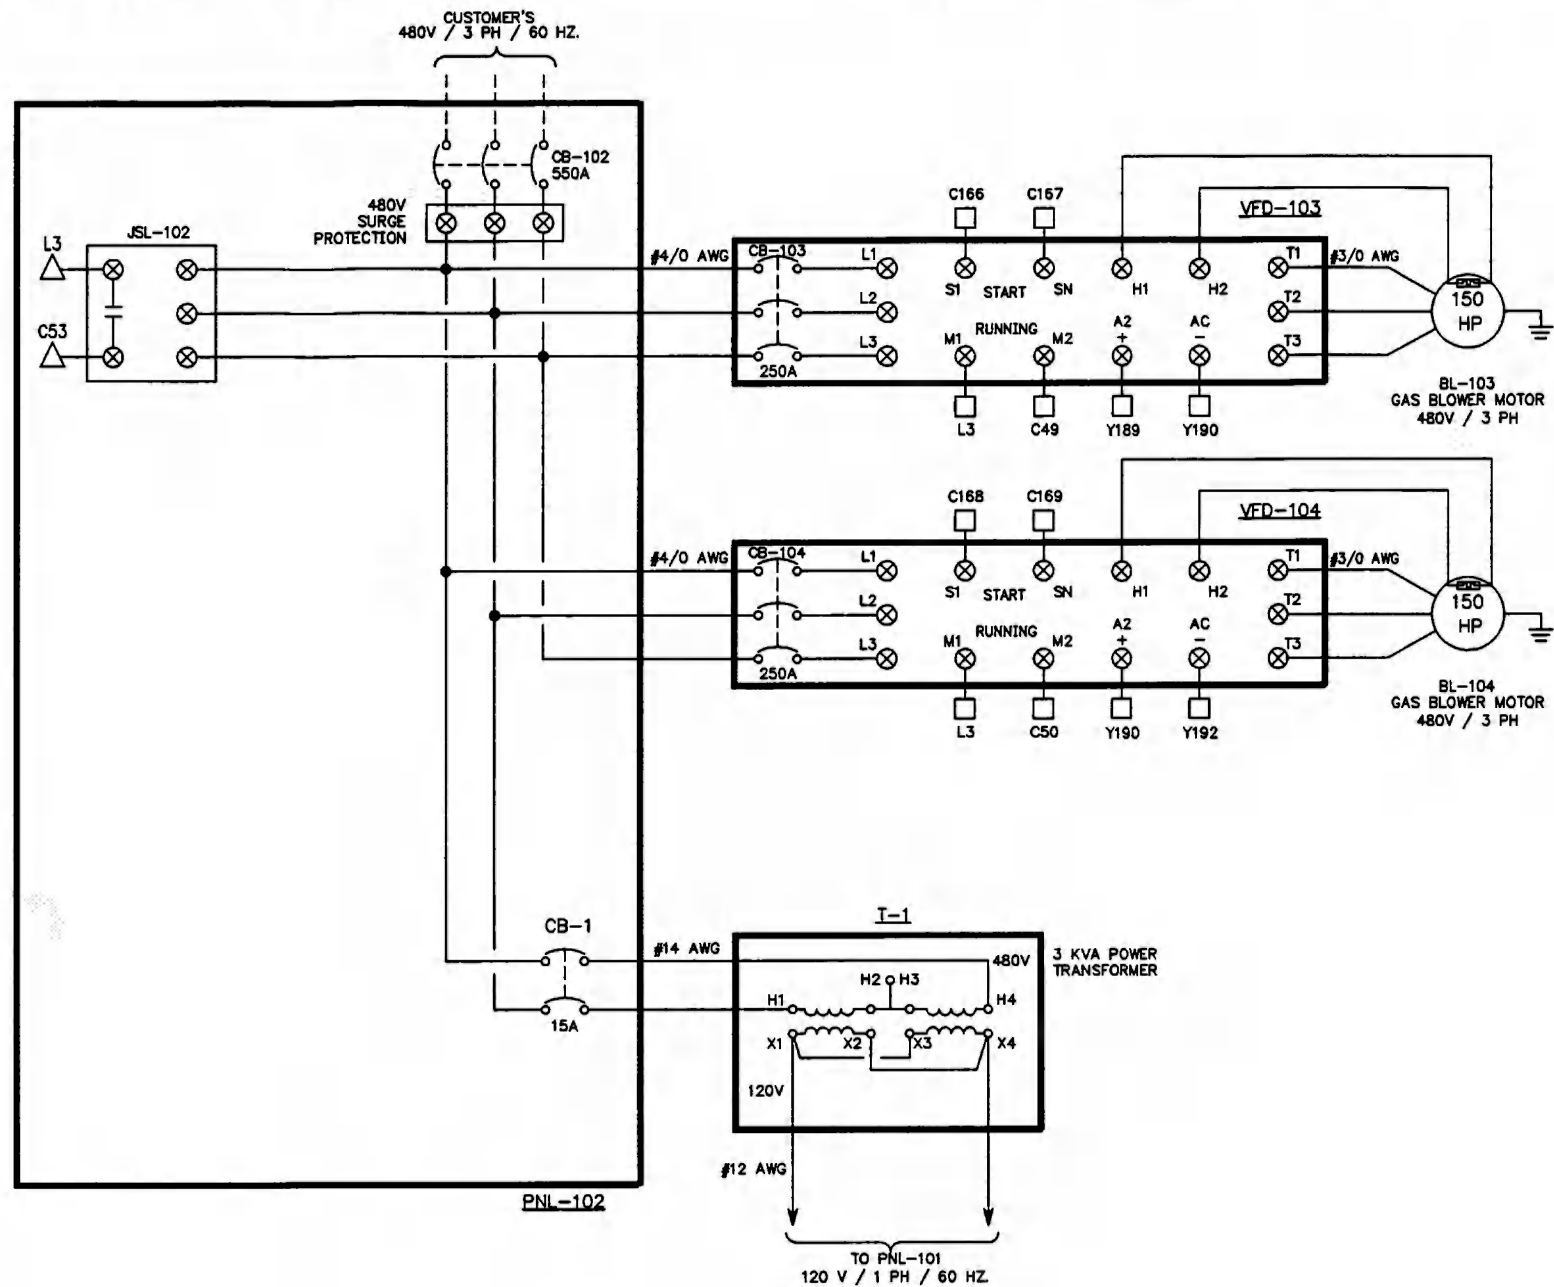 CUSTOMER'S
480V / 3 PH / 60 HZ.
CB-102
550A
480V
SURGE
PROTECTION
JSL-102
L3
C53
#4/0 AWG
CB-103
250A
L1
L2
L3
C166
C167
S1
START
SN
H1
H2
VFD-103
T1
T2
T3
#3/0 AWG
M1
RUNNING
M2
A2
+
AC
-
L3
C49
Y189
Y190
150
HP
BL-103
GAS BLOWER MOTOR
480V / 3 PH
#4/0 AWG
CB-104
250A
L1
L2
L3
C168
C169
S1
START
SN
H1
H2
VFD-104
T1
T2
T3
#3/0 AWG
M1
RUNNING
M2
A2
+
AC
-
L3
C50
Y190
Y192
150
HP
BL-104
GAS BLOWER MOTOR
480V / 3 PH
CB-1
15A
#14 AWG
T-1
480V
3 KVA POWER
TRANSFORMER
H1
H2
H3
H4
X1
X2
X3
X4
120V
#12 AWG
PNL-102
TO PNL-101
120 V / 1 PH / 60 HZ.